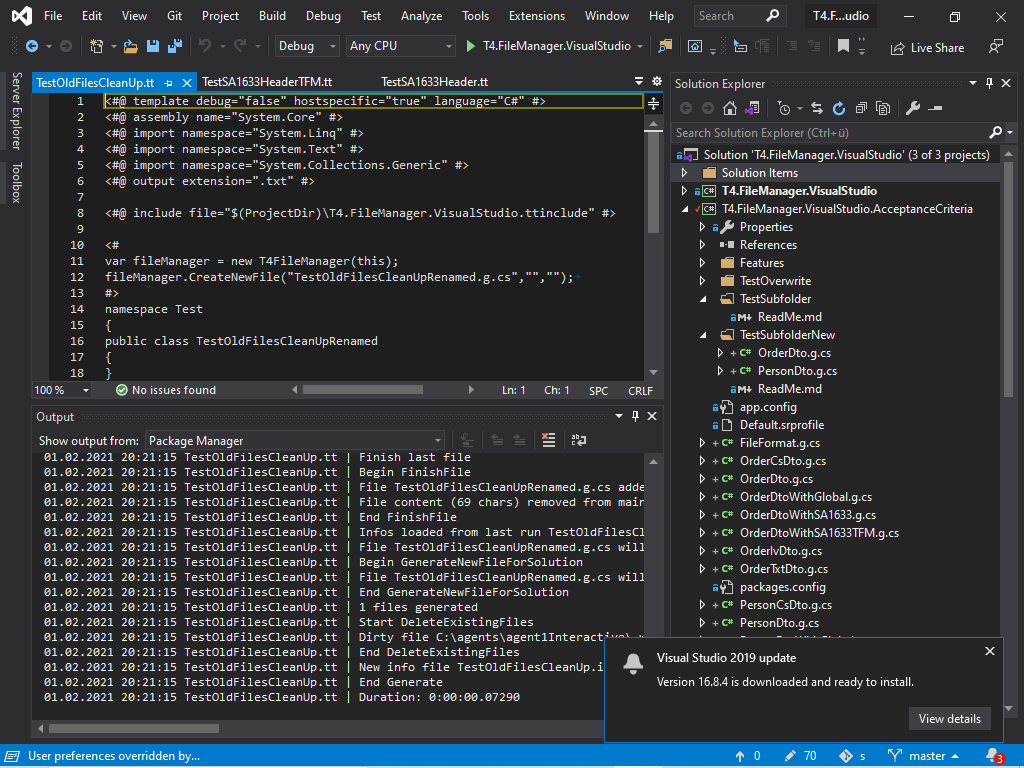 File Edit View Git Project Build Debug Test Analyze Tools Extensions Window Help Search T4.F...udio
Debug Any CPU T4.FileManager.VisualStudio Live Share
Server Explorer
Toolbox
TestOldFilesCleanUp.tt TestSA1633HeaderTFM.tt TestSA1633Header.tt
1 <#@ template debug="false" hostspecific="true" language="C#" #>
2 <#@ assembly name="System.Core" #>
3 <#@ import namespace="System.Linq" #>
4 <#@ import namespace="System.Text" #>
5 <#@ import namespace="System.Collections.Generic" #>
6 <#@ output extension=".txt" #>
7
8 <#@ include file="$(ProjectDir)\T4.FileManager.VisualStudio.ttinclude" #>
9
10 <#
11 var fileManager = new T4FileManager(this);
12 fileManager.CreateNewFile("TestOldFilesCleanUpRenamed.g.cs","","");
13 #>
14 namespace Test
15 {
16 public class TestOldFilesCleanUpRenamed
17 {
18 }
100 % No issues found Ln: 1 Ch: 1 SPC CRLF
Output
Show output from: Package Manager
01.02.2021 20:21:15 TestOldFilesCleanUp.tt | Finish last file
01.02.2021 20:21:15 TestOldFilesCleanUp.tt | Begin FinishFile
01.02.2021 20:21:15 TestOldFilesCleanUp.tt | File TestOldFilesCleanUpRenamed.g.cs adde
01.02.2021 20:21:15 TestOldFilesCleanUp.tt | File content (69 chars) removed from main
01.02.2021 20:21:15 TestOldFilesCleanUp.tt | End FinishFile
01.02.2021 20:21:15 TestOldFilesCleanUp.tt | Infos loaded from last run TestOldFilesCl
01.02.2021 20:21:15 TestOldFilesCleanUp.tt | File TestOldFilesCleanUpRenamed.g.cs will
01.02.2021 20:21:15 TestOldFilesCleanUp.tt | Begin GenerateNewFileForSolution
01.02.2021 20:21:15 TestOldFilesCleanUp.tt | File TestOldFilesCleanUpRenamed.g.cs will
01.02.2021 20:21:15 TestOldFilesCleanUp.tt | End GenerateNewFileForSolution
01.02.2021 20:21:15 TestOldFilesCleanUp.tt | 1 files generated
01.02.2021 20:21:15 TestOldFilesCleanUp.tt | Start DeleteExistingFiles
01.02.2021 20:21:15 TestOldFilesCleanUp.tt | Dirty file C:\agents\agent1Interactive\
01.02.2021 20:21:15 TestOldFilesCleanUp.tt | End DeleteExistingFiles
01.02.2021 20:21:15 TestOldFilesCleanUp.tt | New info file TestOldFilesCleanUp.i
01.02.2021 20:21:15 TestOldFilesCleanUp.tt | End Generate
01.02.2021 20:21:15 TestOldFilesCleanUp.tt | Duration: 0:00:00.07290
Solution Explorer
Search Solution Explorer (Ctrl+ü)
Solution 'T4.FileManager.VisualStudio' (3 of 3 projects)
Solution Items
C# T4.FileManager.VisualStudio
C# T4.FileManager.VisualStudio.AcceptanceCriteria
Properties
References
Features
TestOverwrite
TestSubfolder
M+ ReadMe.md
TestSubfolderNew
+ C# OrderDto.g.cs
+ C# PersonDto.g.cs
M+ ReadMe.md
app.config
Default.srprofile
+ C# FileFormat.g.cs
+ C# OrderCsDto.g.cs
+ C# OrderDto.g.cs
+ C# OrderDtoWithGlobal.g.cs
+ C# OrderDtoWithSA1633.g.cs
+ C# OrderDtoWithSA1633TFM.g.cs
+ C# OrderIvDto.g.cs
+ C# OrderTxtDto.g.cs
packages.config
+ C# PersonCsDto.g.cs
+ C# PersonDto.g.cs
Visual Studio 2019 update
Version 16.8.4 is downloaded and ready to install.
View details
User preferences overridden by... 0 70 s master 3